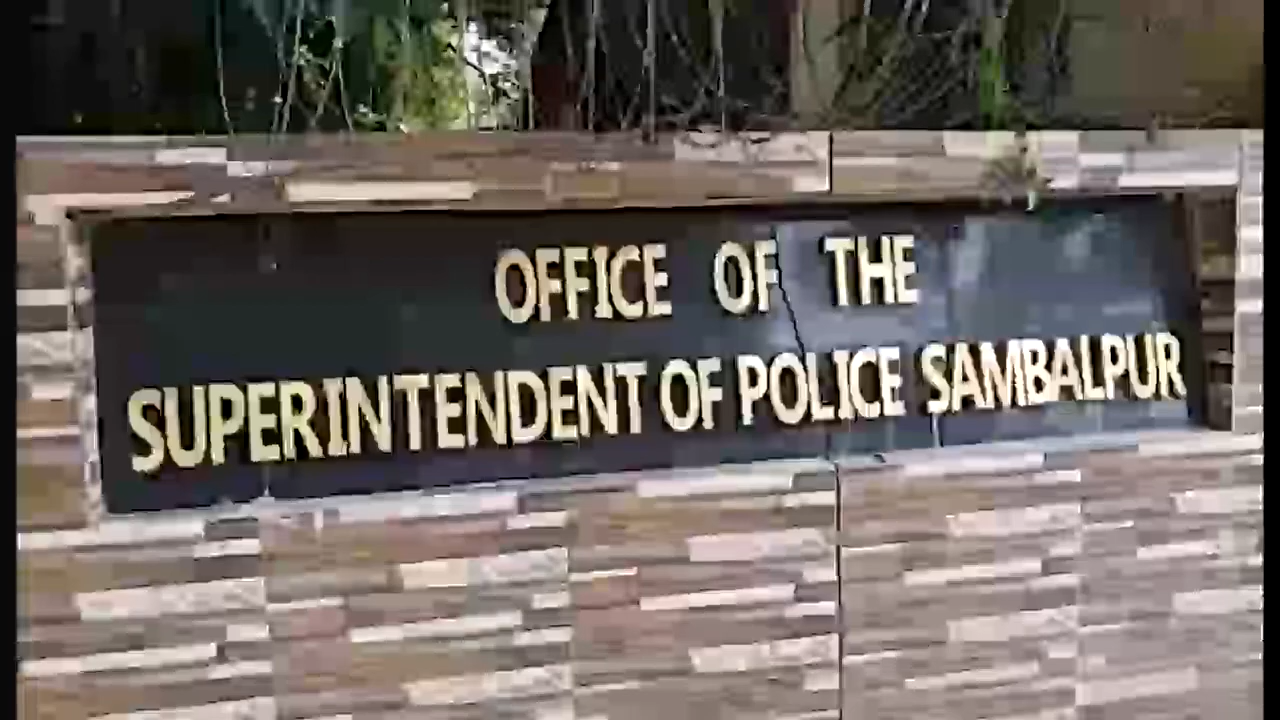 OFFICE OF THE
SUPERINTENDENT OF POLICE SAMBALPUR